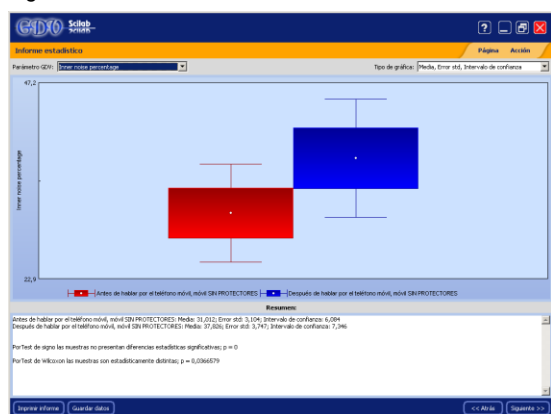 GDV Scilab
Informe estadístico
Página Acción
Parámetro GDV: Inner noise percentage
Tipo de gráfica: Media, Error std, Intervalo de confianza
47,2
Inner noise percentage
22,9
Antes de hablar por el teléfono móvil, móvil SIN PROTECTORES Después de hablar por el teléfono móvil, móvil SIN PROTECTORES
Resumen:
Antes de hablar por el teléfono móvil, móvil SIN PROTECTORES: Media: 31,012; Error std: 3,104; Intervalo de confianza: 6,084
Después de hablar por el teléfono móvil, móvil SIN PROTECTORES: Media: 37,826; Error std: 3,747; Intervalo de confianza: 7,346
PorTest de signo las muestras no presentan diferencias estadísticas significativas; p = 0
PorTest de Wilcoxon las muestras son estadísticamente distintas; p = 0,0366579
Imprimir informe Guardar datos
<< Atrás Siguiente >>